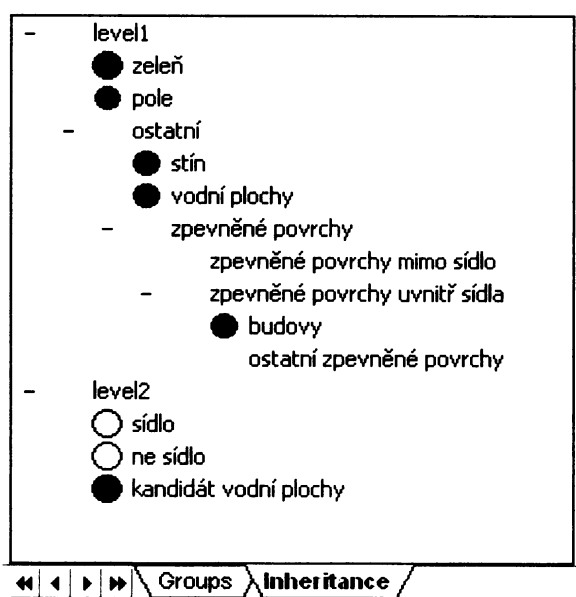 level1
zeleň
pole
ostatní
stín
vodní plochy
zpevněné povrchy
zpevněné povrchy mimo sídlo
zpevněné povrchy uvnitř sídla
budovy
ostatní zpevněné povrchy
level2
sídlo
ne sídlo
kandidát vodní plochy
Groups Inheritance